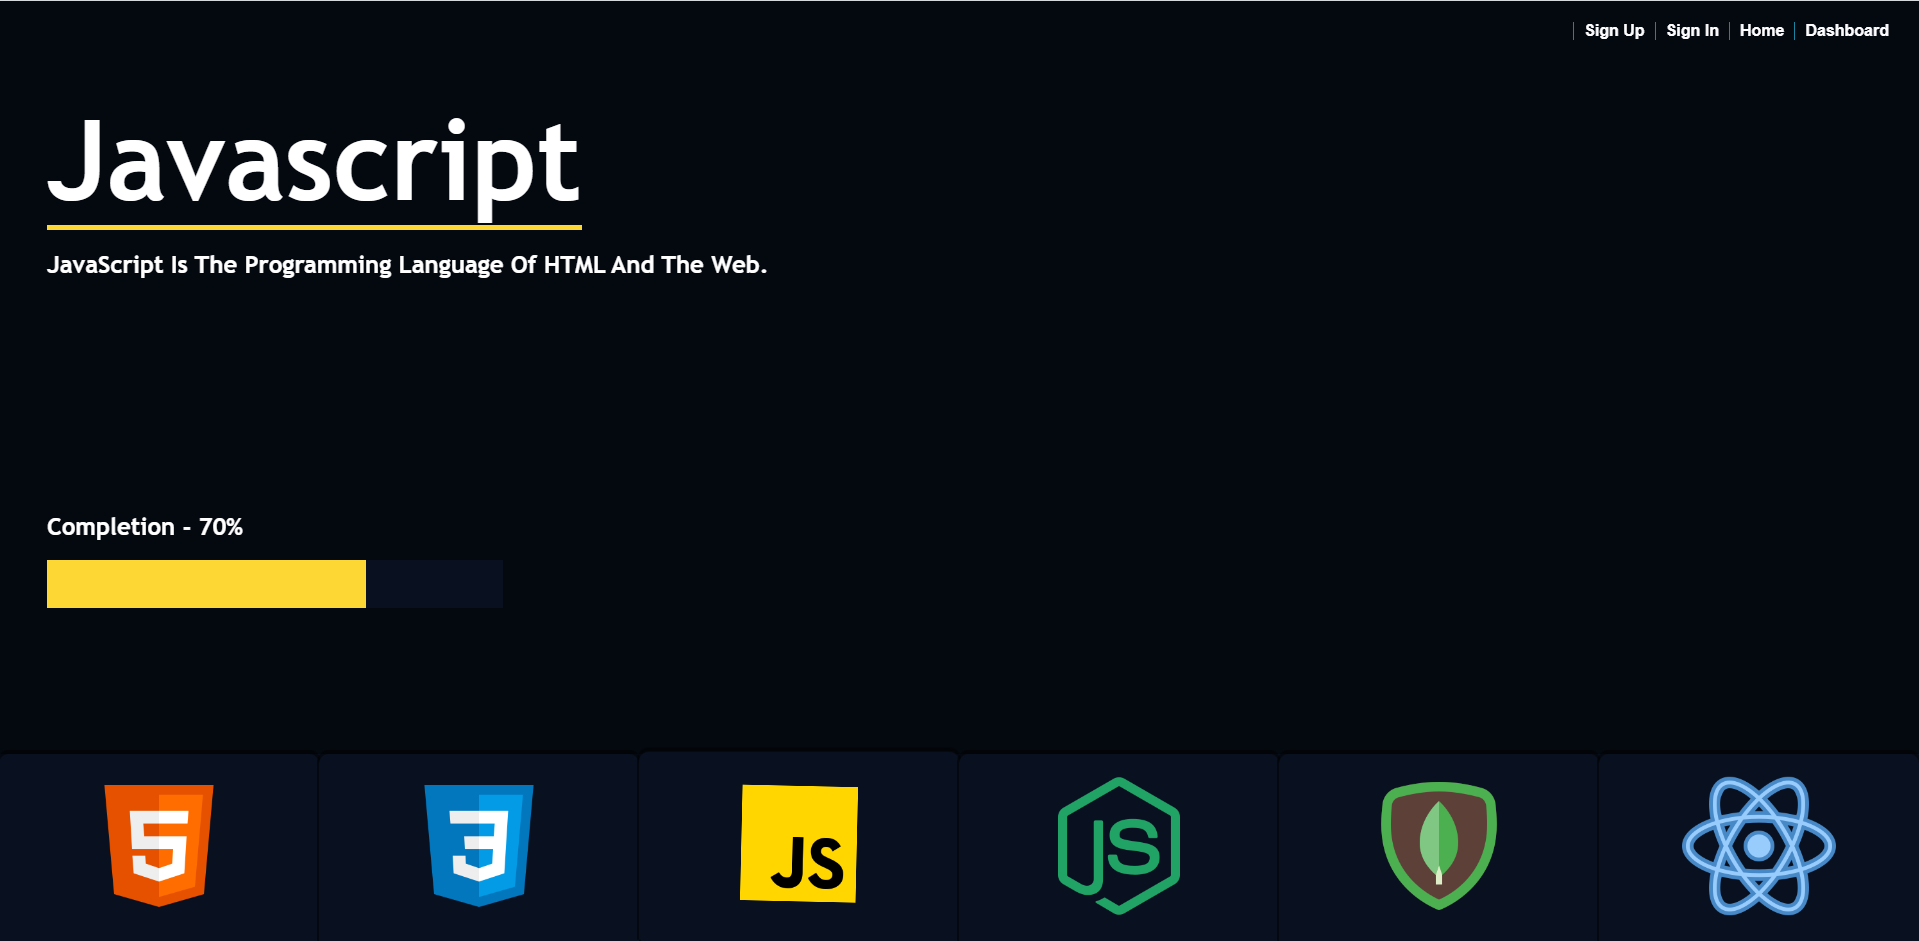 Sign Up Sign In Home Dashboard
Javascript
JavaScript Is The Programming Language Of HTML And The Web.
Completion - 70%
5 3 JS JS